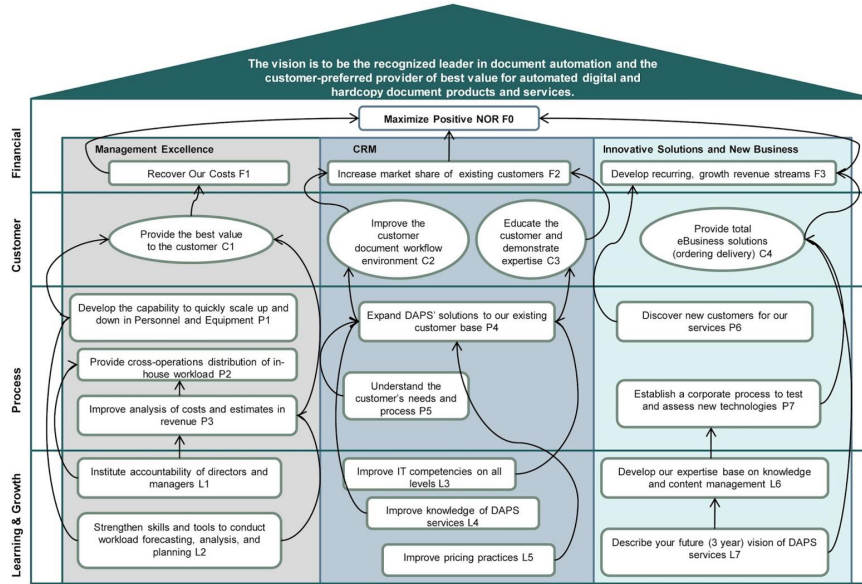 The vision is to be the recognized leader in document automation and the
customer-preferred provider of best value for automated digital and
hardcopy document products and services.
Financial
Maximize Positive NOR F0
Management Excellence
CRM
Innovative Solutions and New Business
Recover Our Costs F1
Increase market share of existing customers F2
Develop recurring, growth revenue streams F3
Customer
Provide the best value
to the customer C1
Improve the
customer
document workflow
environment C2
Educate the
customer and
demonstrate
expertise C3
Provide total
eBusiness solutions
(ordering delivery) C4
Process
Develop the capability to quickly scale up and
down in Personnel and Equipment P1
Provide cross-operations distribution of in-
house workload P2
Improve analysis of costs and estimates in
revenue P3
Expand DAPS' solutions to our existing
customer base P4
Understand the
customer's needs and
process P5
Discover new customers for our
services P6
Establish a corporate process to test
and assess new technologies P7
Learning & Growth
Institute accountability of directors and
managers L1
Strengthen skills and tools to conduct
workload forecasting, analysis, and
planning L2
Improve IT competencies on all
levels L3
Improve knowledge of DAPS
services L4
Improve pricing practices L5
Develop our expertise base on knowledge
and content management L6
Describe your future (3 year) vision of DAPS
services L7